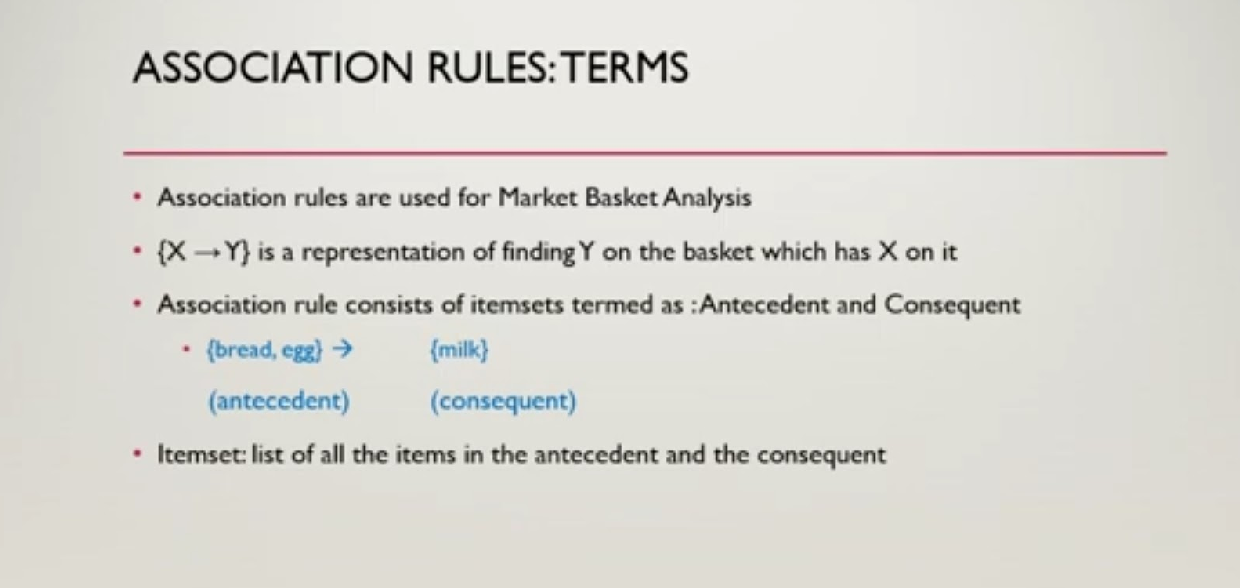 ASSOCIATION RULES: TERMS
• Association rules are used for Market Basket Analysis
• {X → Y} is a representation of finding Y on the basket which has X on it
• Association rule consists of itemsets termed as :Antecedent and Consequent
• {bread, egg} → {milk}
(antecedent) (consequent)
• Itemset: list of all the items in the antecedent and the consequent